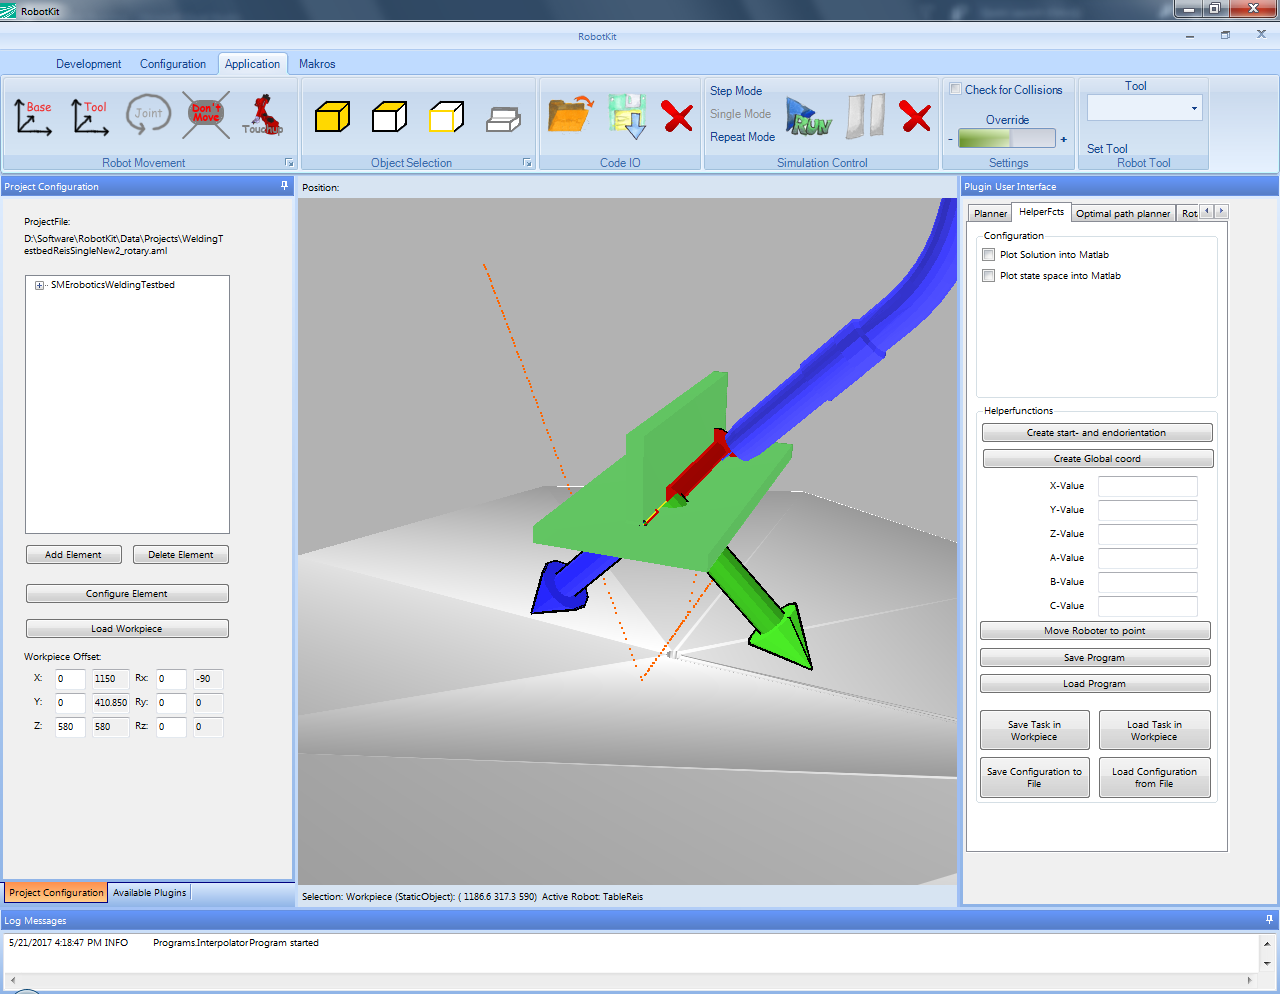 RobotKit
RobotKit
Development Configuration Application Makros
Base Tool Joint Don't Move Touchup
Robot Movement
Object Selection
Code IO
Step Mode
Single Mode
Repeat Mode
RUN
Simulation Control
Check for Collisions
Override
- +
Settings
Tool
Set Tool
Robot Tool
Project Configuration
ProjectFile:
D:\Software\RobotKit\Data\Projects\WeldingT
estbedReisSingleNew2_rotary.aml
SMEroboticsWeldingTestbed
Add Element Delete Element
Configure Element
Load Workpiece
Workpiece Offset:
X: 0 1150 Rx: 0 -90
Y: 0 410.850 Ry: 0 0
Z: 580 580 Rz: 0 0
Project Configuration Available Plugins
Position:
Selection: Workpiece (StaticObject): ( 1186.6 317.3 590) Active Robot: TableReis
Plugin User Interface
Planner HelperFcts Optimal path planner Rot
Configuration
Plot Solution into Matlab
Plot state space into Matlab
Helperfunctions
Create start- and endorientation
Create Global coord
X-Value
Y-Value
Z-Value
A-Value
B-Value
C-Value
Move Roboter to point
Save Program
Load Program
Save Task in
Workpiece
Load Task in
Workpiece
Save Configuration to
File
Load Configuration
from File
Log Messages
5/21/2017 4:18:47 PM INFO Programs.InterpolatorProgram started